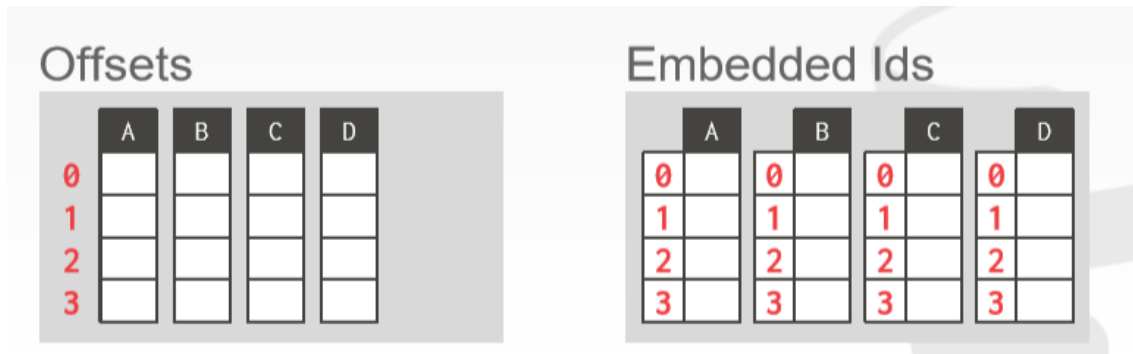 Offsets
A B C D
0
1
2
3
Embedded Ids
A B C D
0 0 0 0
1 1 1 1
2 2 2 2
3 3 3 3